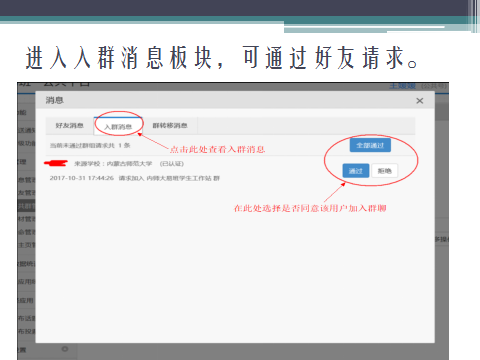 进入入群消息板块，可通过好友请求。
消息
好友消息 入群消息 群转移消息
当前未通过群组请求共 1 条
全部通过
点击此处查看入群消息
来源学校：内蒙古师范大学 (已认证)
通过 拒绝
2017-10-31 17:44:26 请求加入 内师大易班学生工作站 群
在此处选择是否同意该用户加入群聊